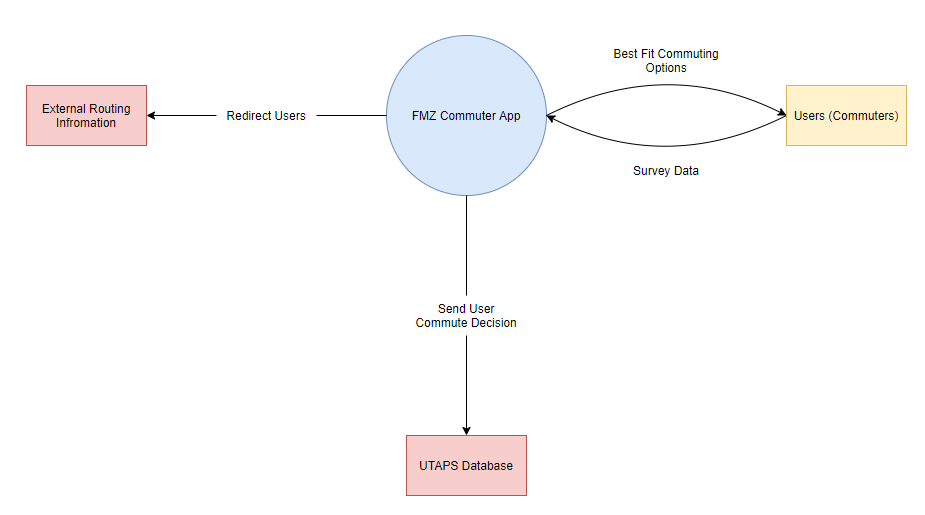 Best Fit Commuting
Options
External Routing
Infromation
Redirect Users
FMZ Commuter App
Users (Commuters)
Survey Data
Send User
Commute Decision
UTAPS Database